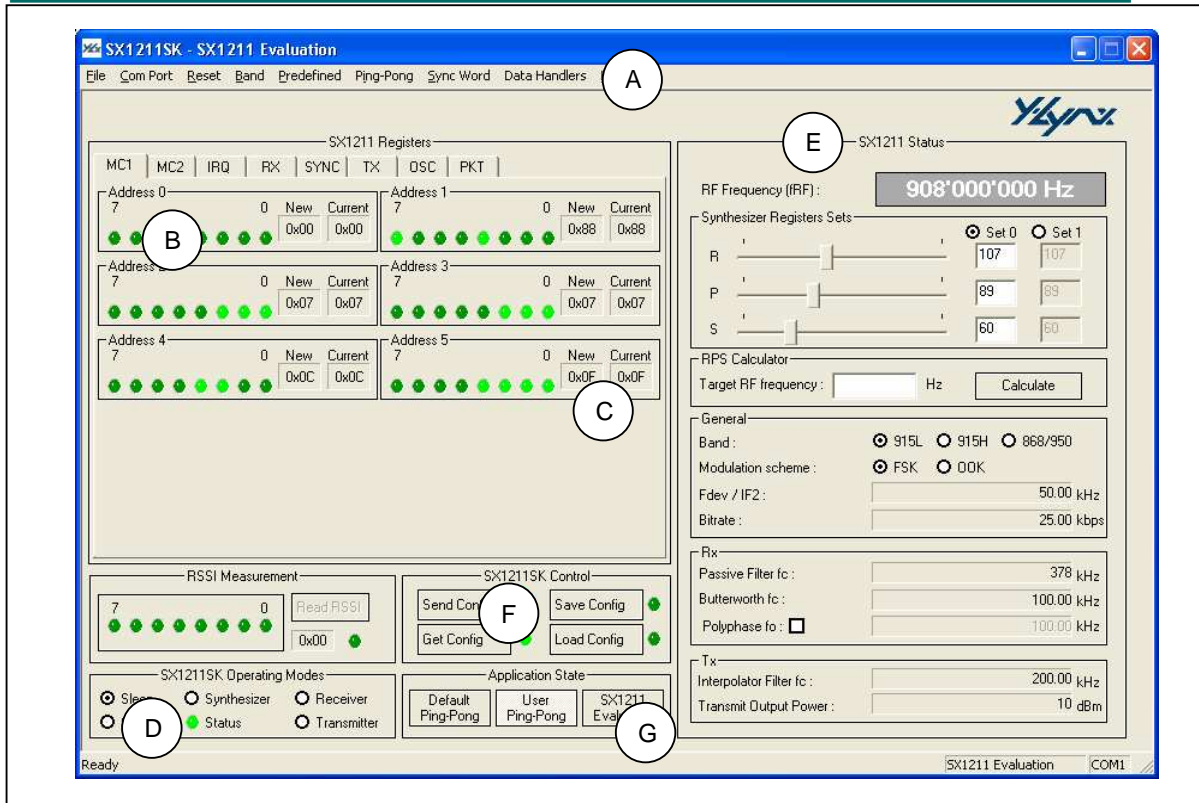 SX1211SK - SX1211 Evaluation
File Com Port Reset Band Predefined Ping-Pong Sync Word Data Handlers
A
XLynx
SX1211 Registers
MC1 MC2 IRQ RX SYNC TX OSC PKT
Address 0
7 0 New Current
0x00 0x00
B
Address 1
7 0 New Current
0x88 0x88
Address 2
7 0 New Current
0x07 0x07
Address 3
7 0 New Current
0x07 0x07
Address 4
7 0 New Current
0x0C 0x0C
Address 5
7 0 New Current
0x0F 0x0F
C
RSSI Measurement
7 0 Read RSSI
0x00
SX1211SK Control
Send Save Config
F
Get Config Load Config
SX1211SK Operating Modes
Sleep Synthesizer Receiver
Status Transmitter
D
Application State
Default Ping-Pong
User Ping-Pong
SX1211
G
E
SX1211 Status
RF Frequency (fRF) : 908'000'000 Hz
Synthesizer Registers Sets
Set 0 Set 1
R 107 107
P 89 89
S 60 60
RPS Calculator
Target RF frequency : Hz Calculate
General
Band : 915L 915H 868/950
Modulation scheme : FSK OOK
Fdev / IF2 : 50.00 kHz
Bitrate : 25.00 kbps
Rx
Passive Filter fc : 378 kHz
Butterworth fc : 100.00 kHz
Polyphase fo : 100.00 kHz
Tx
Interpolator Filter fc : 200.00 kHz
Transmit Output Power : 10 dBm
Ready SX1211 Evaluation COM1